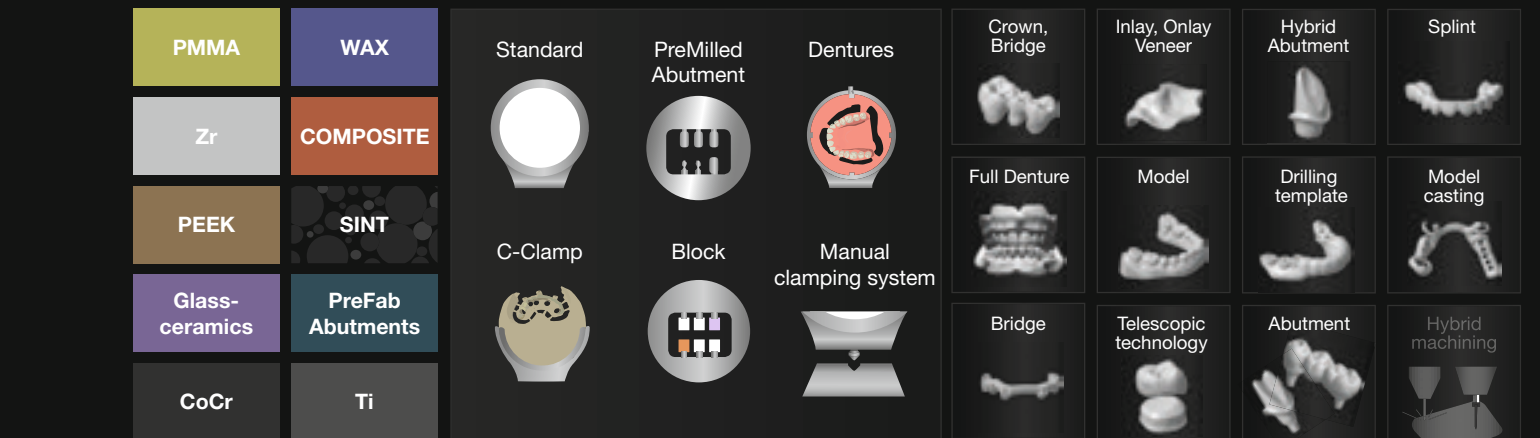 PMMA
WAX
Zr
COMPOSITE
PEEK
SINT
Glass-
ceramics
PreFab
Abutments
CoCr
Ti
Standard
PreMilled
Abutment
Dentures
C-Clamp
Block
Manual
clamping system
Crown,
Bridge
Inlay, Onlay
Veneer
Hybrid
Abutment
Splint
Full Denture
Model
Drilling
template
Model
casting
Bridge
Telescopic
technology
Abutment
Hybrid
machining